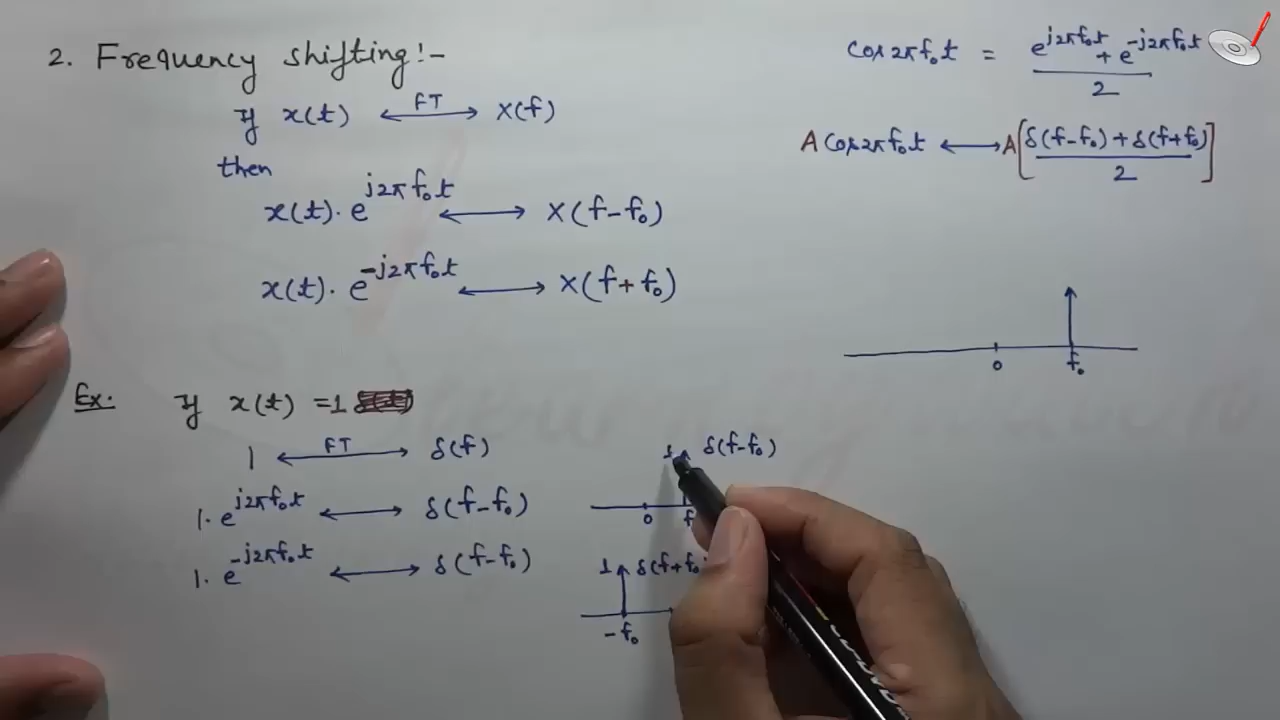 2. Frequency shifting:-
If x(t) ←FT→ X(f)
then
x(t)· e^{j2πf₀t} ↔ X(f-f₀)
x(t)· e^{-j2πf₀t} ↔ X(f+f₀)
Cos2πf₀t = (e^{j2πf₀t} + e^{-j2πf₀t})/2
A Cos2πf₀t ↔ A[(δ(f-f₀)+δ(f+f₀))/2]
0 f₀
Ex. If x(t) =1
1 ←FT→ δ(f)
1· e^{j2πf₀t} ↔ δ(f-f₀)
1· e^{-j2πf₀t} ↔ δ(f-f₀)
1 δ(f-f₀)
0 f
1 δ(f+f₀
-f₀